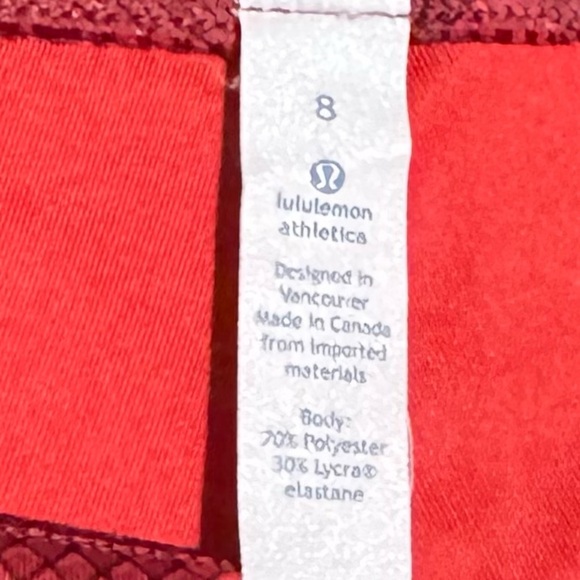 8
lululemon
athletica
Designed in
Vancouver
Made in Canada
from imported
materials
Body:
70% Polyester
30% Lycra®
elastane